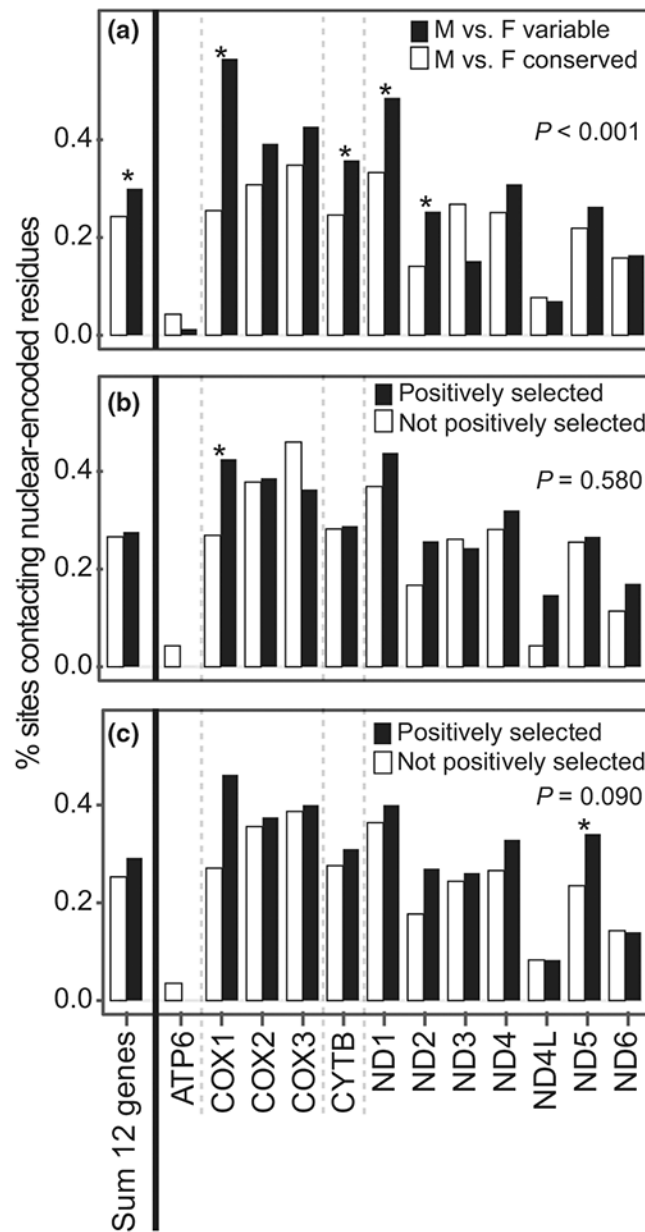 (a)
M vs. F variable
M vs. F conserved
P < 0.001
*
*
*
*
*
0.4
0.2
0.0
(b)
Positively selected
Not positively selected
P = 0.580
*
0.4
0.2
0.0
(c)
Positively selected
Not positively selected
P = 0.090
*
0.4
0.2
0.0
% sites contacting nuclear-encoded residues
Sum 12 genes
ATP6
COX1
COX2
COX3
CYTB
ND1
ND2
ND3
ND4
ND4L
ND5
ND6